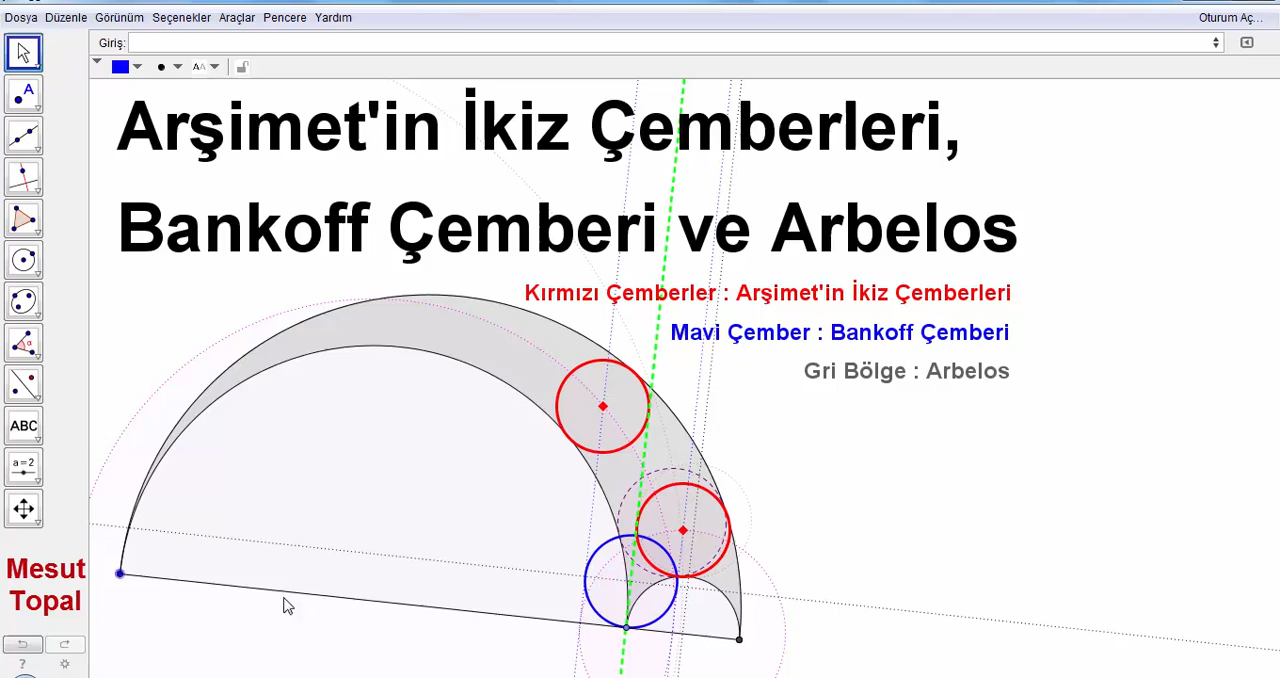 Dosya Düzenle Görünüm Seçenekler Araçlar Pencere Yardım Oturum Aç...
Giriş:
AA
A
Arşimet'in İkiz Çemberleri,
Bankoff Çemberi ve Arbelos
Kırmızı Çemberler : Arşimet'in İkiz Çemberleri
Mavi Çember : Bankoff Çemberi
Gri Bölge : Arbelos
α
ABC
a=2
Mesut
Topal
?